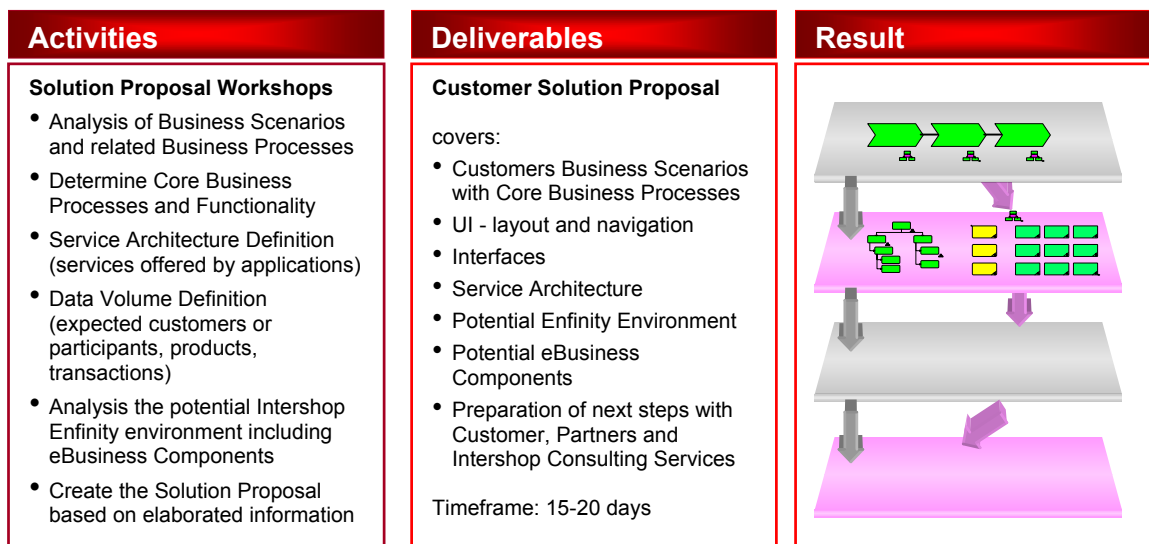 Activities
Solution Proposal Workshops
• Analysis of Business Scenarios
and related Business Processes
• Determine Core Business
Processes and Functionality
• Service Architecture Definition
(services offered by applications)
• Data Volume Definition
(expected customers or
participants, products,
transactions)
• Analysis the potential Intershop
Enfinity environment including
eBusiness Components
• Create the Solution Proposal
based on elaborated information
Deliverables
Customer Solution Proposal
covers:
• Customers Business Scenarios
with Core Business Processes
• UI - layout and navigation
• Interfaces
• Service Architecture
• Potential Enfinity Environment
• Potential eBusiness
Components
• Preparation of next steps with
Customer, Partners and
Intershop Consulting Services
Timeframe: 15-20 days
Result